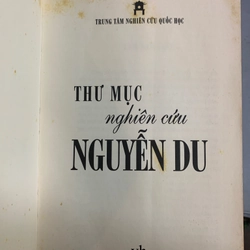 TRUNG TÂM NGHIÊN CỨU QUỐC HỌC
THƯ MỤC
nghiên cứu
NGUYỄN DU